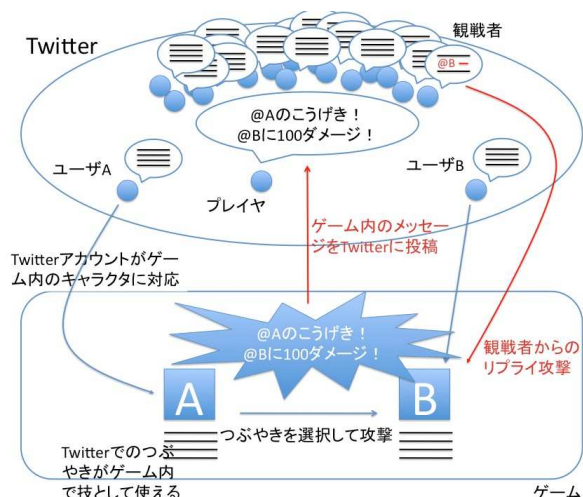 Twitter
観戦者
@B
@Aのこうげき！
@Bに100ダメージ！
ユーザA
ユーザB
プレイヤ
ゲーム内のメッセー
ジをTwitterに投稿
Twitterアカウントがゲー
ム内のキャラクタに対応
@Aのこうげき！
@Bに100ダメージ！
観戦者からの
リプライ攻撃
A
B
つぶやきを選択して攻撃
Twitterでのつぶ
やきがゲーム内
で技として使える
ゲーム